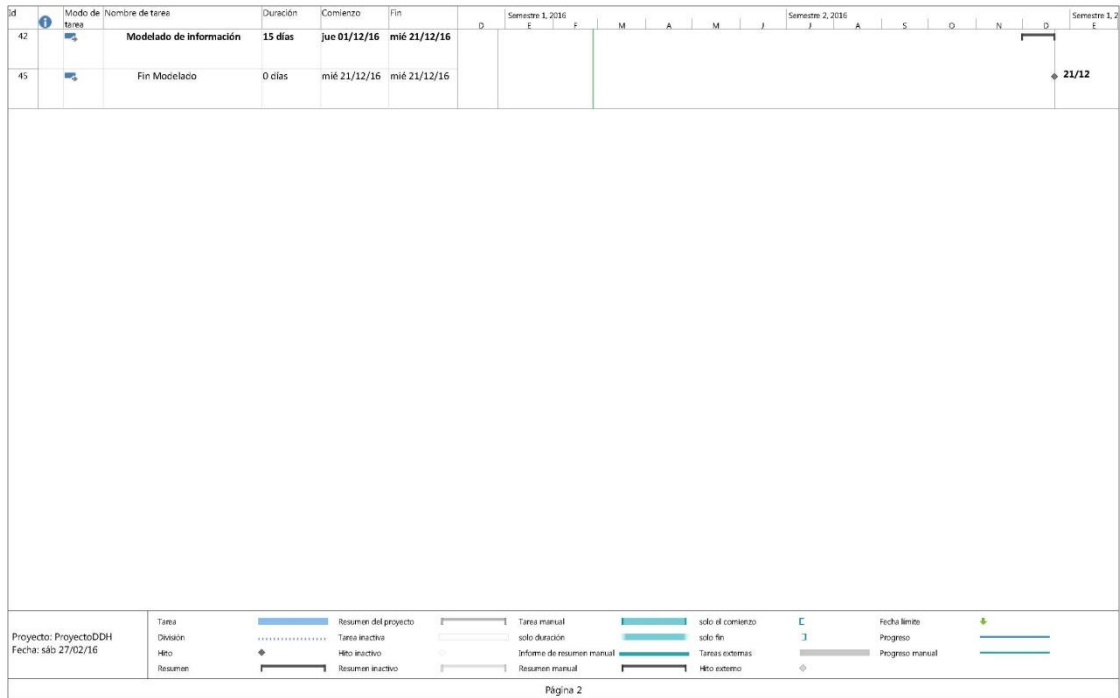 Id Modo de tarea Nombre de tarea Duración Comienzo Fin
Semestre 1, 2016 Semestre 2, 2016 Semestre 1, 2
D E F M A M J J A S O N D E
42 Modelado de información 15 días jue 01/12/16 mié 21/12/16
45 Fin Modelado 0 días mié 21/12/16 mié 21/12/16 21/12
Proyecto: ProyectoDDH
Fecha: sáb 27/02/16
Tarea Resumen del proyecto Tarea manual solo el comienzo Fecha límite
División Tarea inactiva solo duración solo fin Progreso
Hito Hito inactivo Informe de resumen manual Tareas externas Progreso manual
Resumen Resumen inactivo Resumen manual Hito externo
Página 2